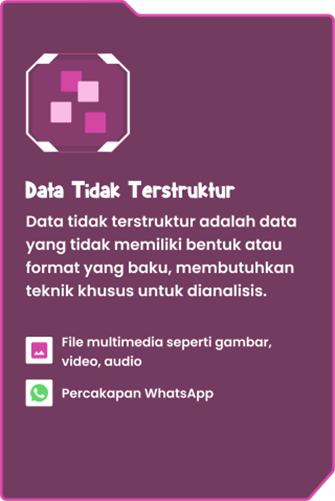 Data Tidak Terstruktur
Data tidak terstruktur adalah data
yang tidak memiliki bentuk atau
format yang baku, membutuhkan
teknik khusus untuk dianalisis.
File multimedia seperti gambar,
video, audio
Percakapan WhatsApp